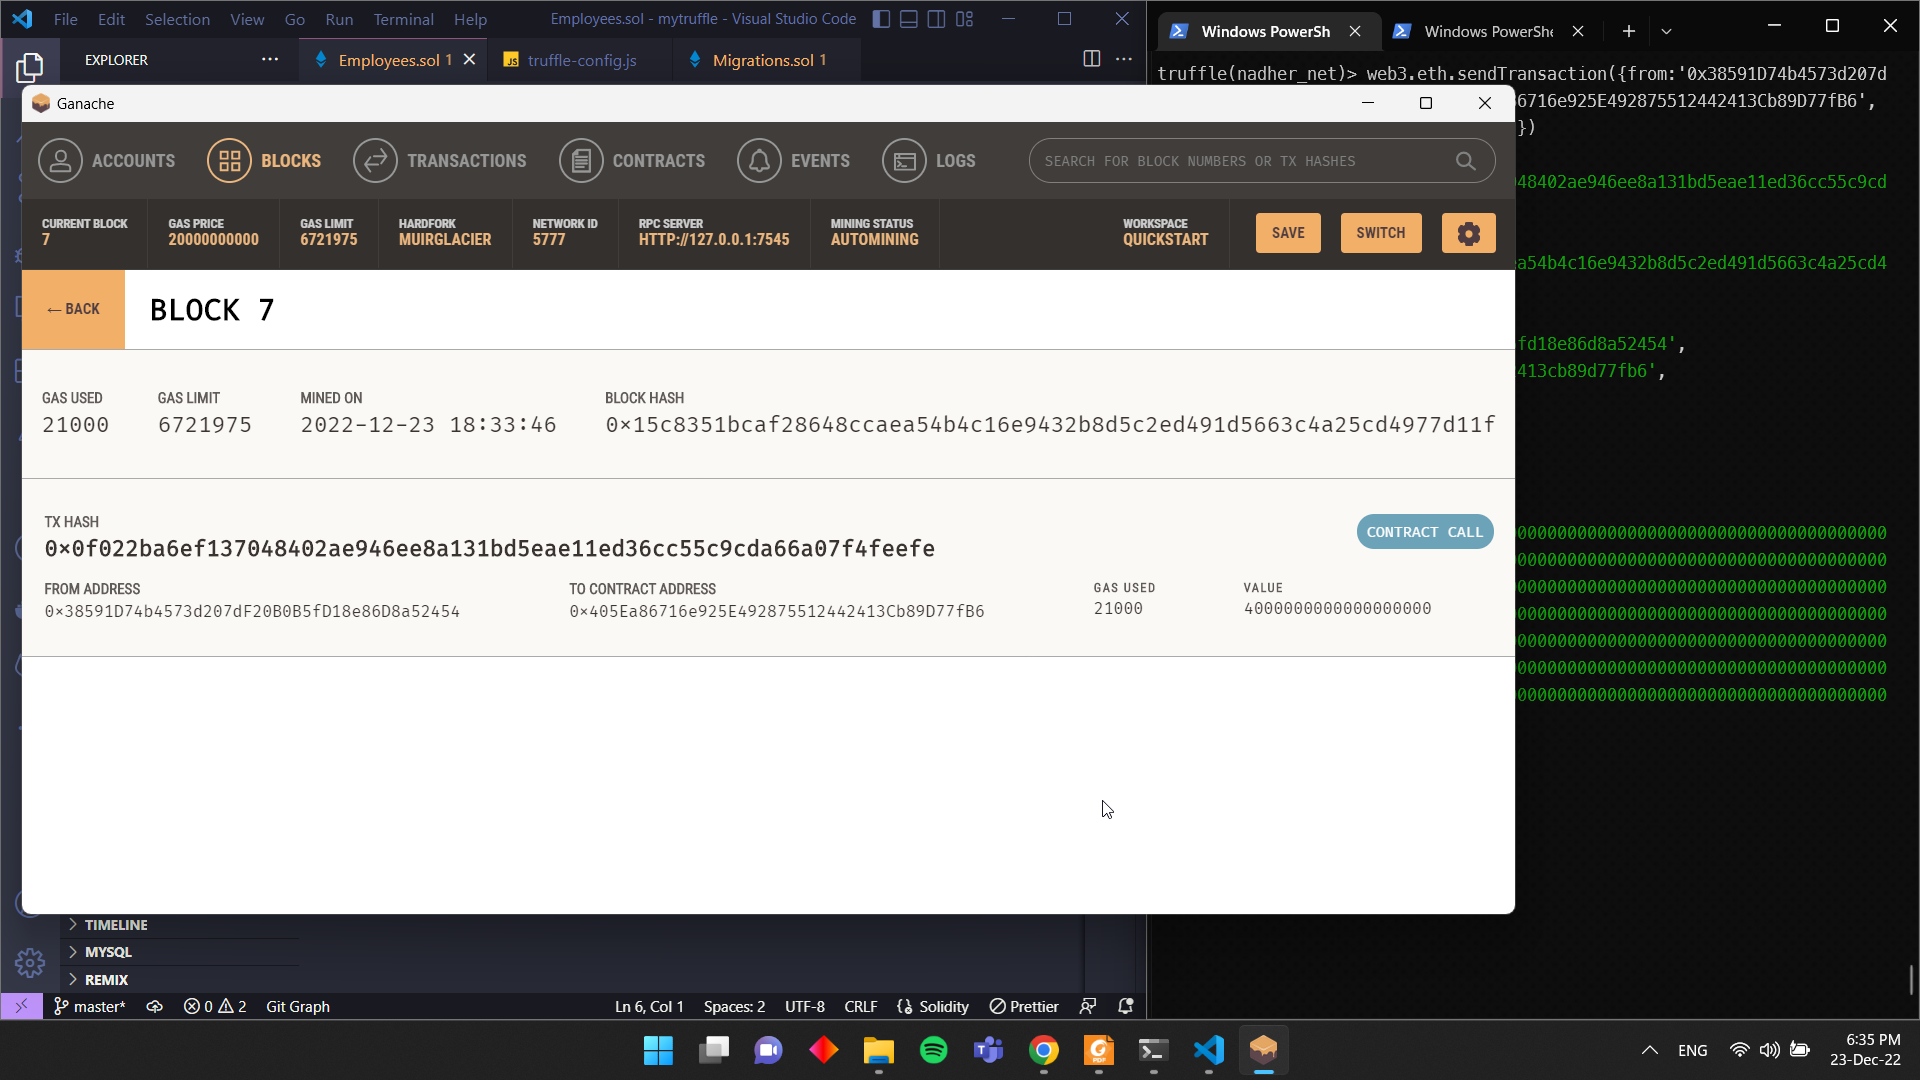 File Edit Selection View Go Run Terminal Help
Employees.sol - mytruffle - Visual Studio Code
EXPLORER
Employees.sol 1
JS truffle-config.js
Migrations.sol 1
Windows PowerSh
Windows PowerShe
truffle(nadher_net)> web3.eth.sendTransaction({from:'0x38591D74b4573d207d
6716e925E492875512442413Cb89D77fB6',
})
48402ae946ee8a131bd5eae11ed36cc55c9cd
a54b4c16e9432b8d5c2ed491d5663c4a25cd4
fd18e86d8a52454',
413cb89d77fb6',
Ganache
ACCOUNTS
BLOCKS
TRANSACTIONS
CONTRACTS
EVENTS
LOGS
SEARCH FOR BLOCK NUMBERS OR TX HASHES
CURRENT BLOCK
7
GAS PRICE
20000000000
GAS LIMIT
6721975
HARDFORK
MUIRGLACIER
NETWORK ID
5777
RPC SERVER
HTTP://127.0.0.1:7545
MINING STATUS
AUTOMINING
WORKSPACE
QUICKSTART
SAVE
SWITCH
← BACK
BLOCK 7
GAS USED
21000
GAS LIMIT
6721975
MINED ON
2022-12-23 18:33:46
BLOCK HASH
0×15c8351bcaf28648ccaea54b4c16e9432b8d5c2ed491d5663c4a25cd4977d11f
TX HASH
0×0f022ba6ef137048402ae946ee8a131bd5eae11ed36cc55c9cda66a07f4feefe
CONTRACT CALL
FROM ADDRESS
0×38591D74b4573d207dF20B0B5fD18e86D8a52454
TO CONTRACT ADDRESS
0×405Ea86716e925E492875512442413Cb89D77fB6
GAS USED
21000
VALUE
4000000000000000000
TIMELINE
MYSQL
REMIX
master*
0 2
Git Graph
Ln 6, Col 1
Spaces: 2
UTF-8
CRLF
Solidity
Prettier
ENG
6:35 PM
23-Dec-22